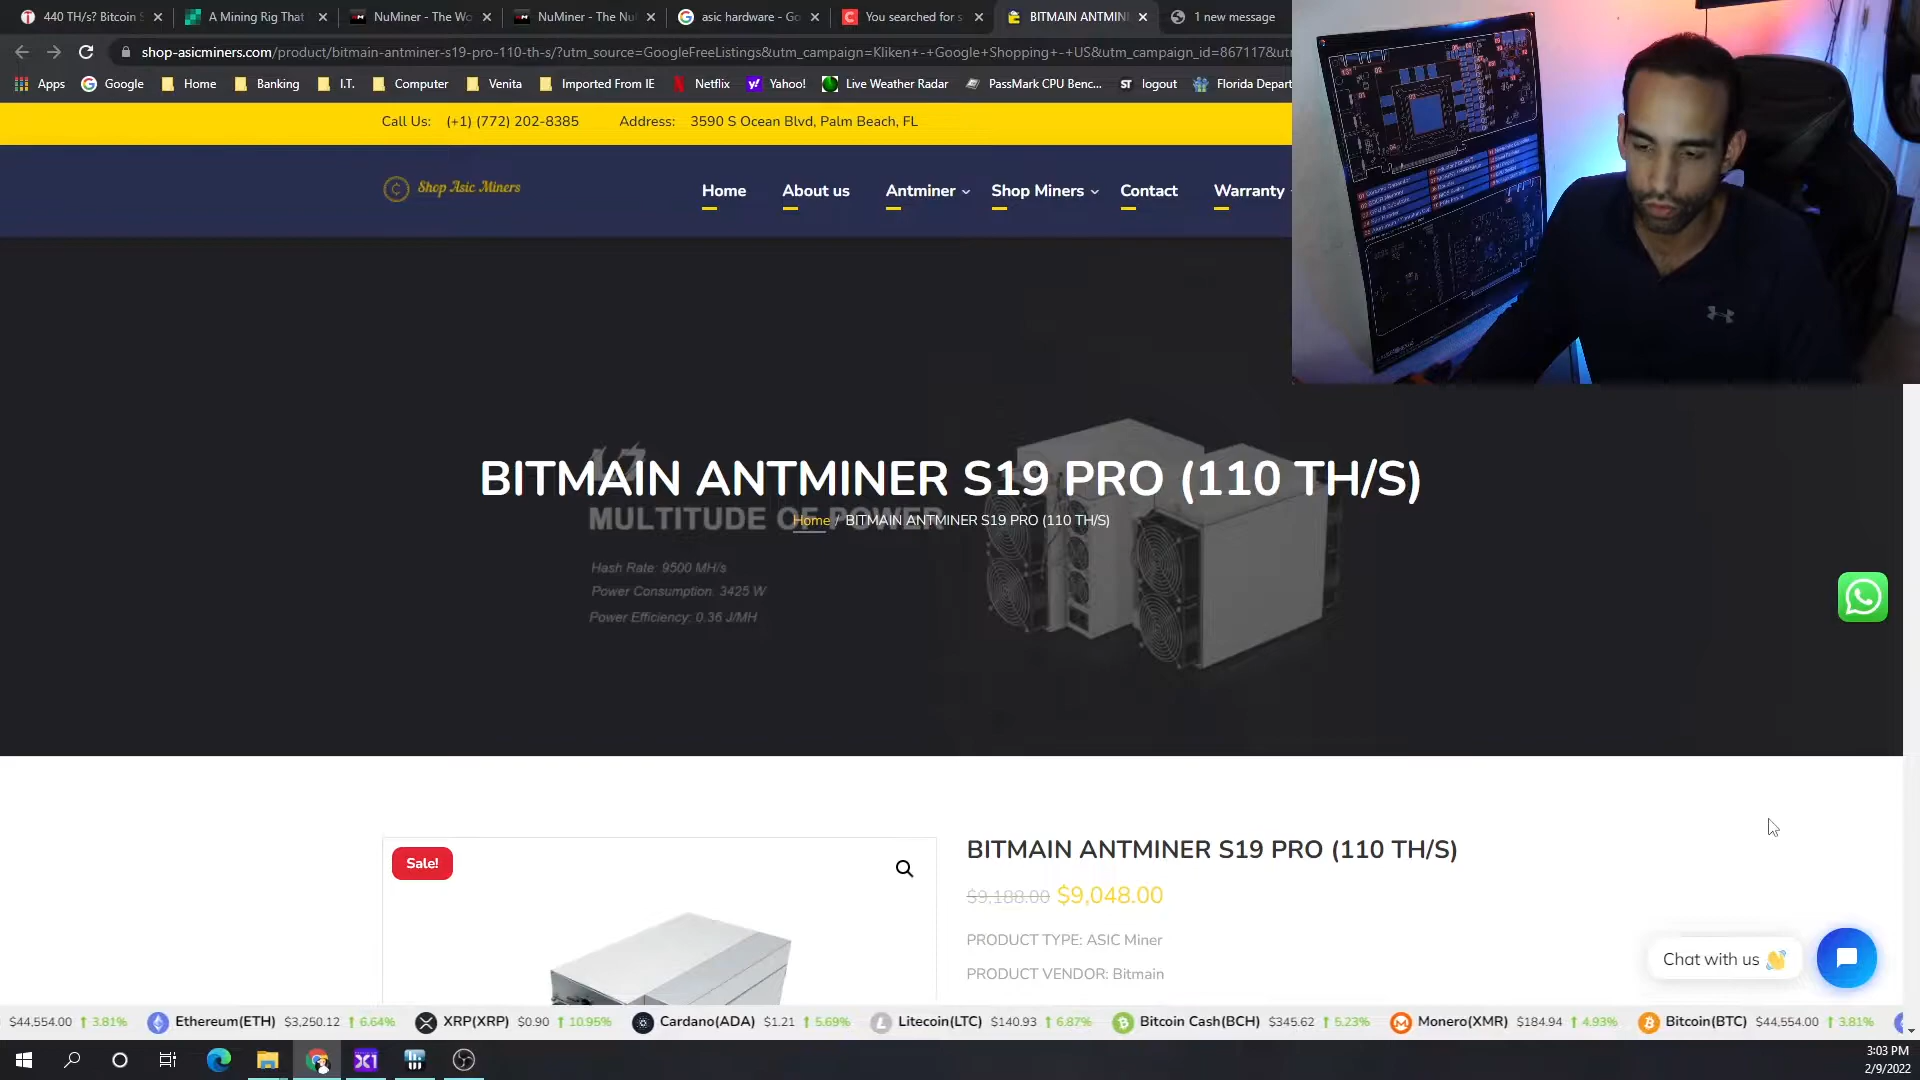 440 TH/s? Bitcoin S
A Mining Rig That
NuMiner - The Wo
NuMiner - The Nu
asic hardware - Go
You searched for s
BITMAIN ANTMIN
1 new message
shop-asicminers.com/product/bitmain-antminer-s19-pro-110-th-s/?utm_source=GoogleFreeListings&utm_campaign=Kliken+-+Google+Shopping+-+US&utm_campaign_id=867117&ut
Apps
Google
Home
Banking
I.T.
Computer
Venita
Imported From IE
Netflix
Yahoo!
Live Weather Radar
PassMark CPU Benc...
ST logout
Florida Depart
Call Us: (+1) (772) 202-8385 Address: 3590 S Ocean Blvd, Palm Beach, FL
Shop Asic Miners
Home About us Antminer Shop Miners Contact Warranty
BITMAIN ANTMINER S19 PRO (110 TH/S)
MULTITUDE OF POWER
Home / BITMAIN ANTMINER S19 PRO (110 TH/S)
Hash Rate: 9500 MH/s
Power Consumption. 3425 W
Power Efficiency: 0.36 J/MH
Sale!
BITMAIN ANTMINER S19 PRO (110 TH/S)
$9,188.00 $9,048.00
PRODUCT TYPE: ASIC Miner
PRODUCT VENDOR: Bitmain
Chat with us 👋
$44,554.00 ↑ 3.81% Ethereum(ETH) $3,250.12 ↑ 6.64% XRP(XRP) $0.90 ↑ 10.95% Cardano(ADA) $1.21 ↑ 5.69% Litecoin(LTC) $140.93 ↑ 6.87% Bitcoin Cash(BCH) $345.62 ↑ 5.23% Monero(XMR) $184.94 ↑ 4.93% Bitcoin(BTC) $44,554.00 ↑ 3.81%
3:03 PM
2/9/2022